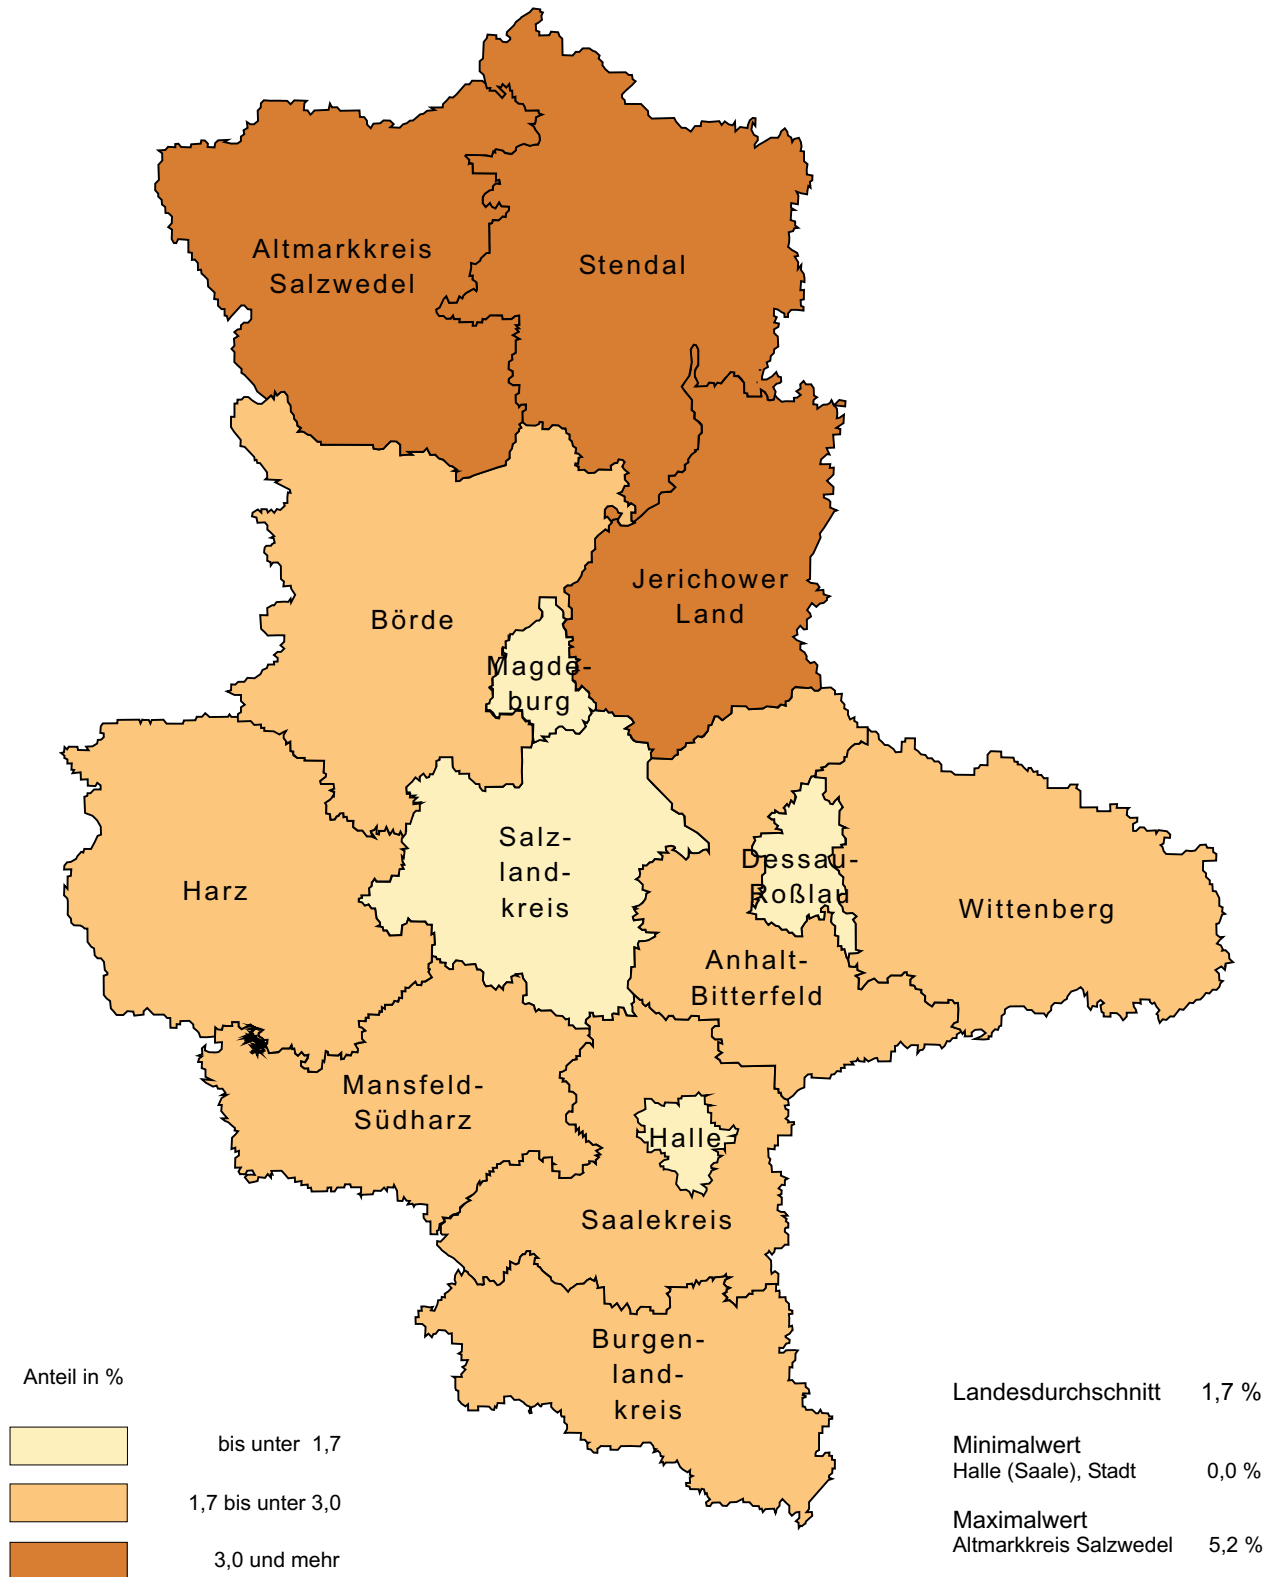 Altmarkkreis
Salzwedel
Stendal
Jerichower
Land
Börde
Magde-
burg
Salz-
land-
kreis
Harz
Dessau-
Roßlau
Wittenberg
Anhalt-
Bitterfeld
Mansfeld-
Südharz
Halle
Saalekreis
Burgen-
land-
kreis
Anteil in %
bis unter 1,7
1,7 bis unter 3,0
3,0 und mehr
Landesdurchschnitt 1,7 %
Minimalwert
Halle (Saale), Stadt 0,0 %
Maximalwert
Altmarkkreis Salzwedel 5,2 %